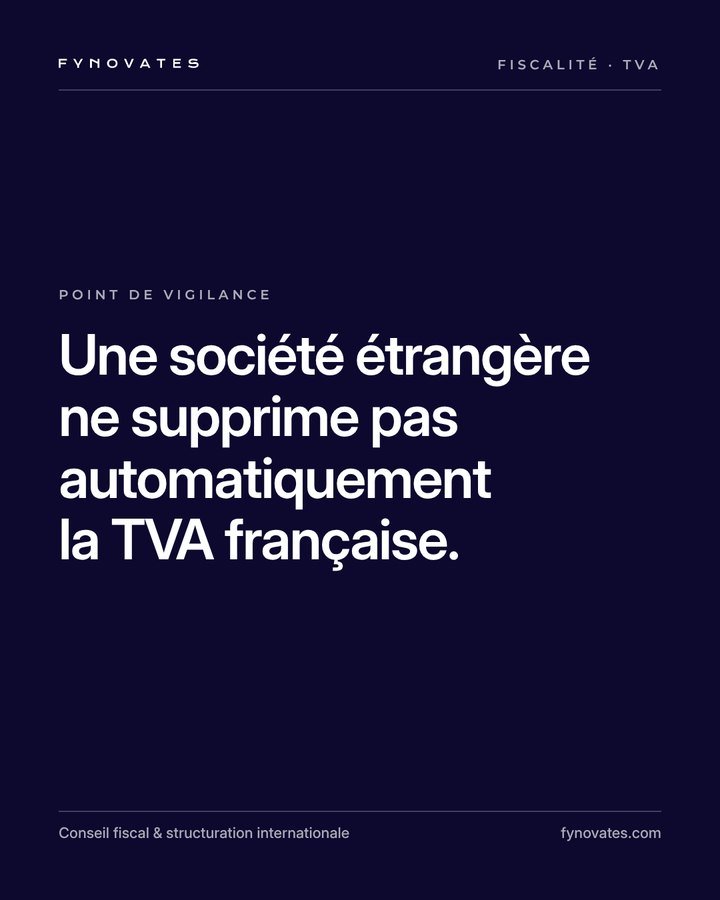 FYNOVATES
FISCALITÉ · TVA
POINT DE VIGILANCE
Une société étrangère
ne supprime pas
automatiquement
la TVA française.
Conseil fiscal & structuration internationale
fynovates.com